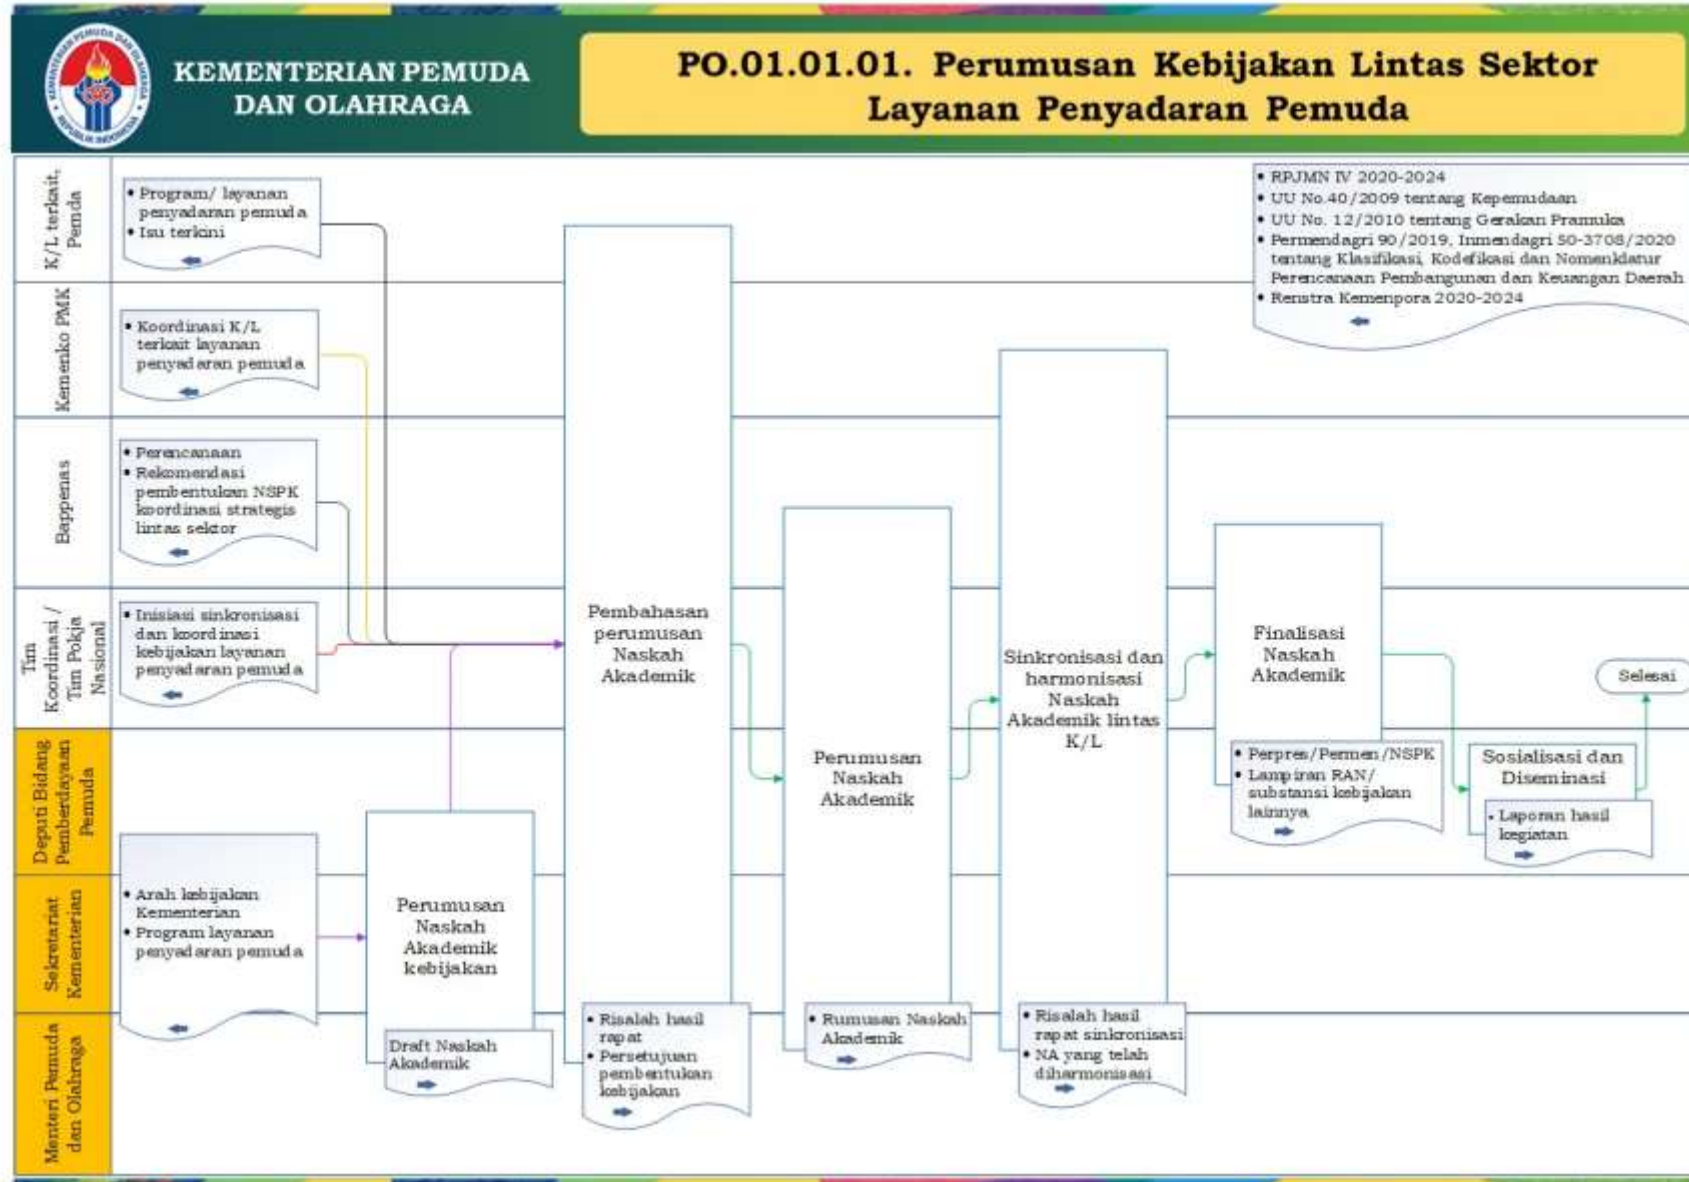 KEMENTERIAN PEMUDA DAN OLAHRAGA
REPUBLIK INDONESIA
KEMENTERIAN PEMUDA
DAN OLAHRAGA
PO.01.01.01. Perumusan Kebijakan Lintas Sektor
Layanan Penyadaran Pemuda
K/L terkait,
Pemda
• Program/ layanan
penyadaran pemuda
• Isu terkini
• RPJMN IV 2020-2024
• UU No.40/2009 tentang Kepemudaan
• UU No. 12/2010 tentang Gerakan Pramuka
• Permendagri 90/2019, Inmendagri 50-3708/2020
tentang Klasifikasi, Kodefikasi dan Nomenklatur
Perencanaan Pembangunan dan Keuangan Daerah
• Renstra Kemenpora 2020-2024
Kemenko PMK
• Koordinasi K/L
terkait layanan
penyadaran pemuda
Bappenas
• Perencanaan
• Rekomendasi
pembentukan NSPK
koordinasi strategis
lintas sektor
Tim
Koordinasi /
Tim Pokja
Nasional
• Inisiasi sinkronisasi
dan koordinasi
kebijakan layanan
penyadaran pemuda
Deputi Bidang
Pemberdayaan
Pemuda
Sekretariat
Kementerian
• Arah kebijakan
Kementerian
• Program layanan
penyadaran pemuda
Menteri Pemuda
dan Olahraga
Perumusan
Naskah
Akademik
kebijakan
Draft Naskah
Akademik
Pembahasan
perumusan
Naskah
Akademik
• Risalah hasil
rapat
• Persetujuan
pembentukan
kebijakan
Perumusan
Naskah
Akademik
• Rumusan Naskah
Akademik
Sinkronisasi dan
harmonisasi
Naskah
Akademik lintas
K/L
• Risalah hasil
rapat sinkronisasi
• NA yang telah
diharmonisasi
Finalisasi
Naskah
Akademik
• Perpres/Permen/NSPK
• Lampiran RAN/
substansi kebijakan
lainnya
Sosialisasi dan
Diseminasi
• Laporan hasil
kegiatan
Selesai